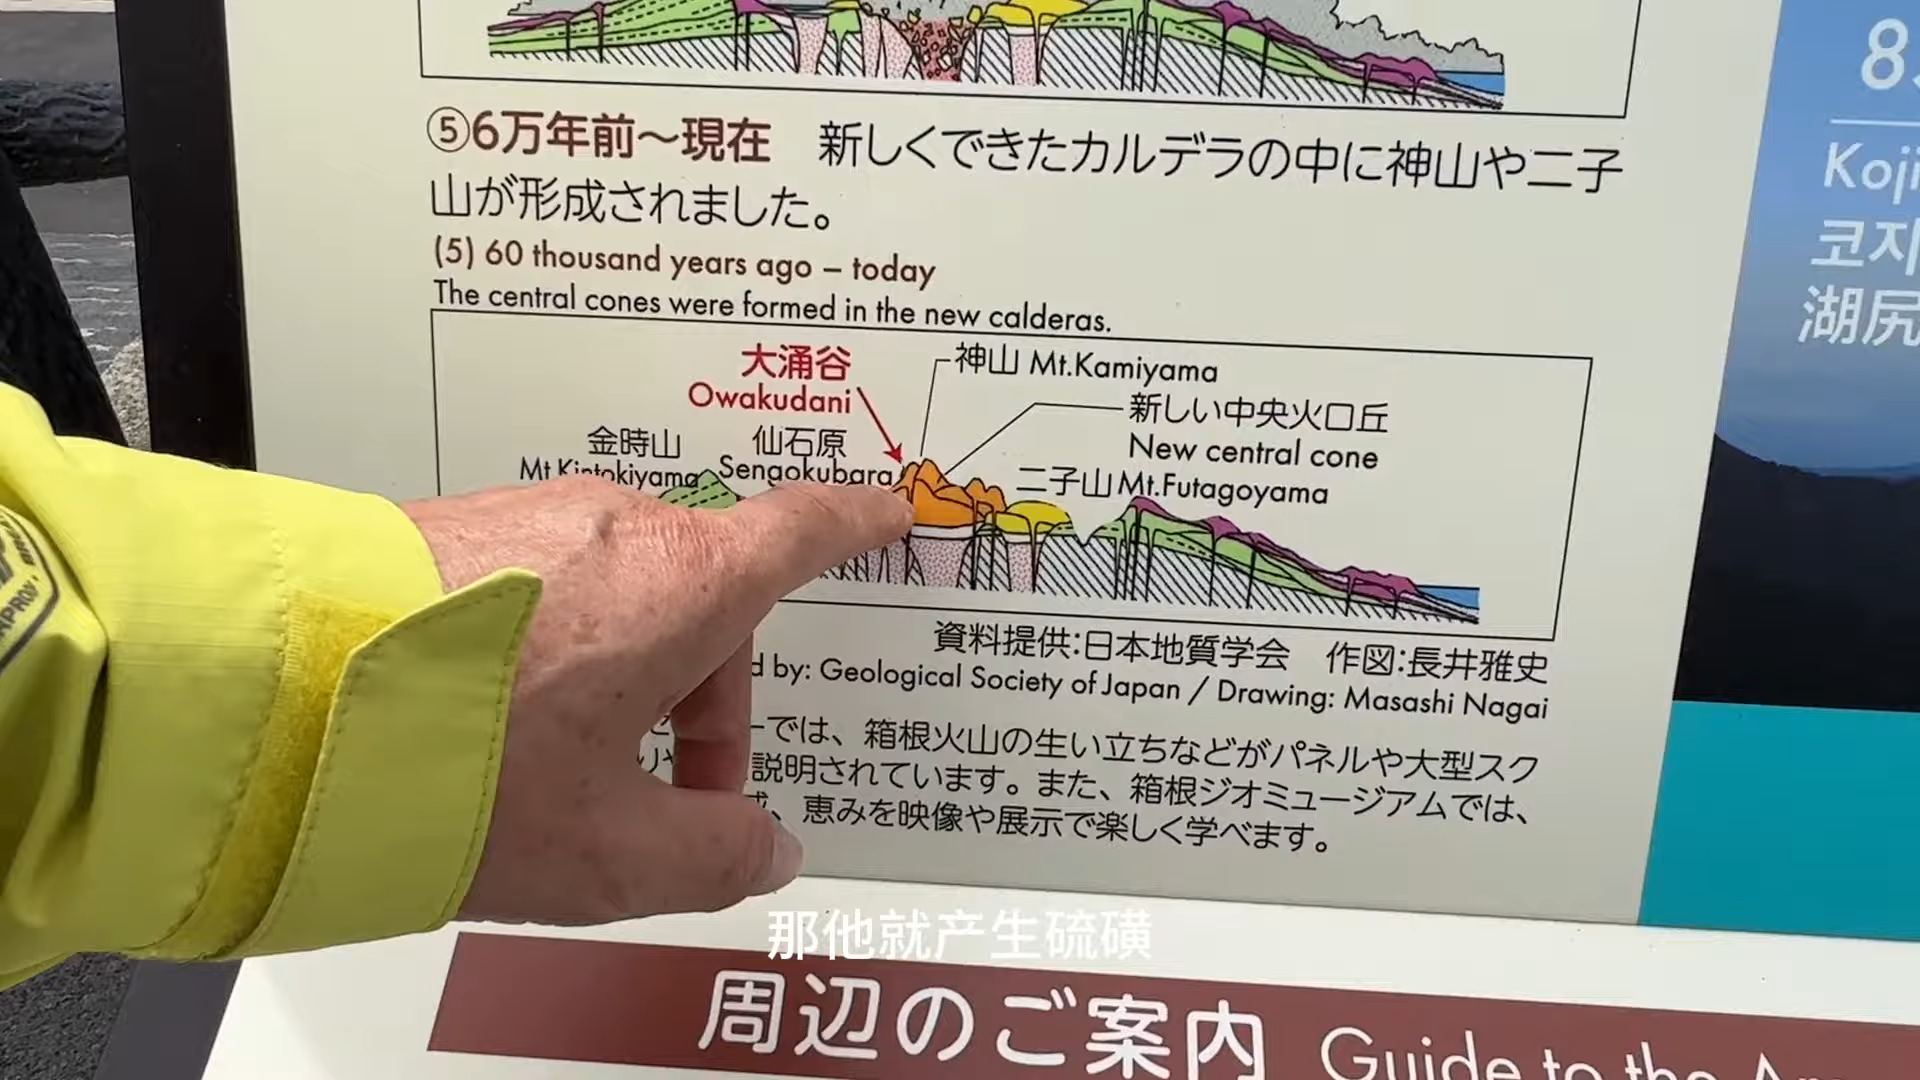 ⑤6万年前～現在 新しくできたカルデラの中に神山や二子
山が形成されました。
(5) 60 thousand years ago – today
The central cones were formed in the new calderas.
大涌谷
Owakudani
神山 Mt.Kamiyama
新しい中央火口丘
New central cone
金時山
Mt Kintokiyama
仙石原
Sengokubara
二子山 Mt.Futagoyama
資料提供:日本地質学会 作図:長井雅史
d by: Geological Society of Japan / Drawing: Masashi Nagai
ーでは、箱根火山の生い立ちなどがパネルや大型スク
説明されています。また、箱根ジオミュージアムでは、
、恵みを映像や展示で楽しく学べます。
那他就产生硫磺
周辺のご案内 Guide to the
8
Koji
코지
湖尻